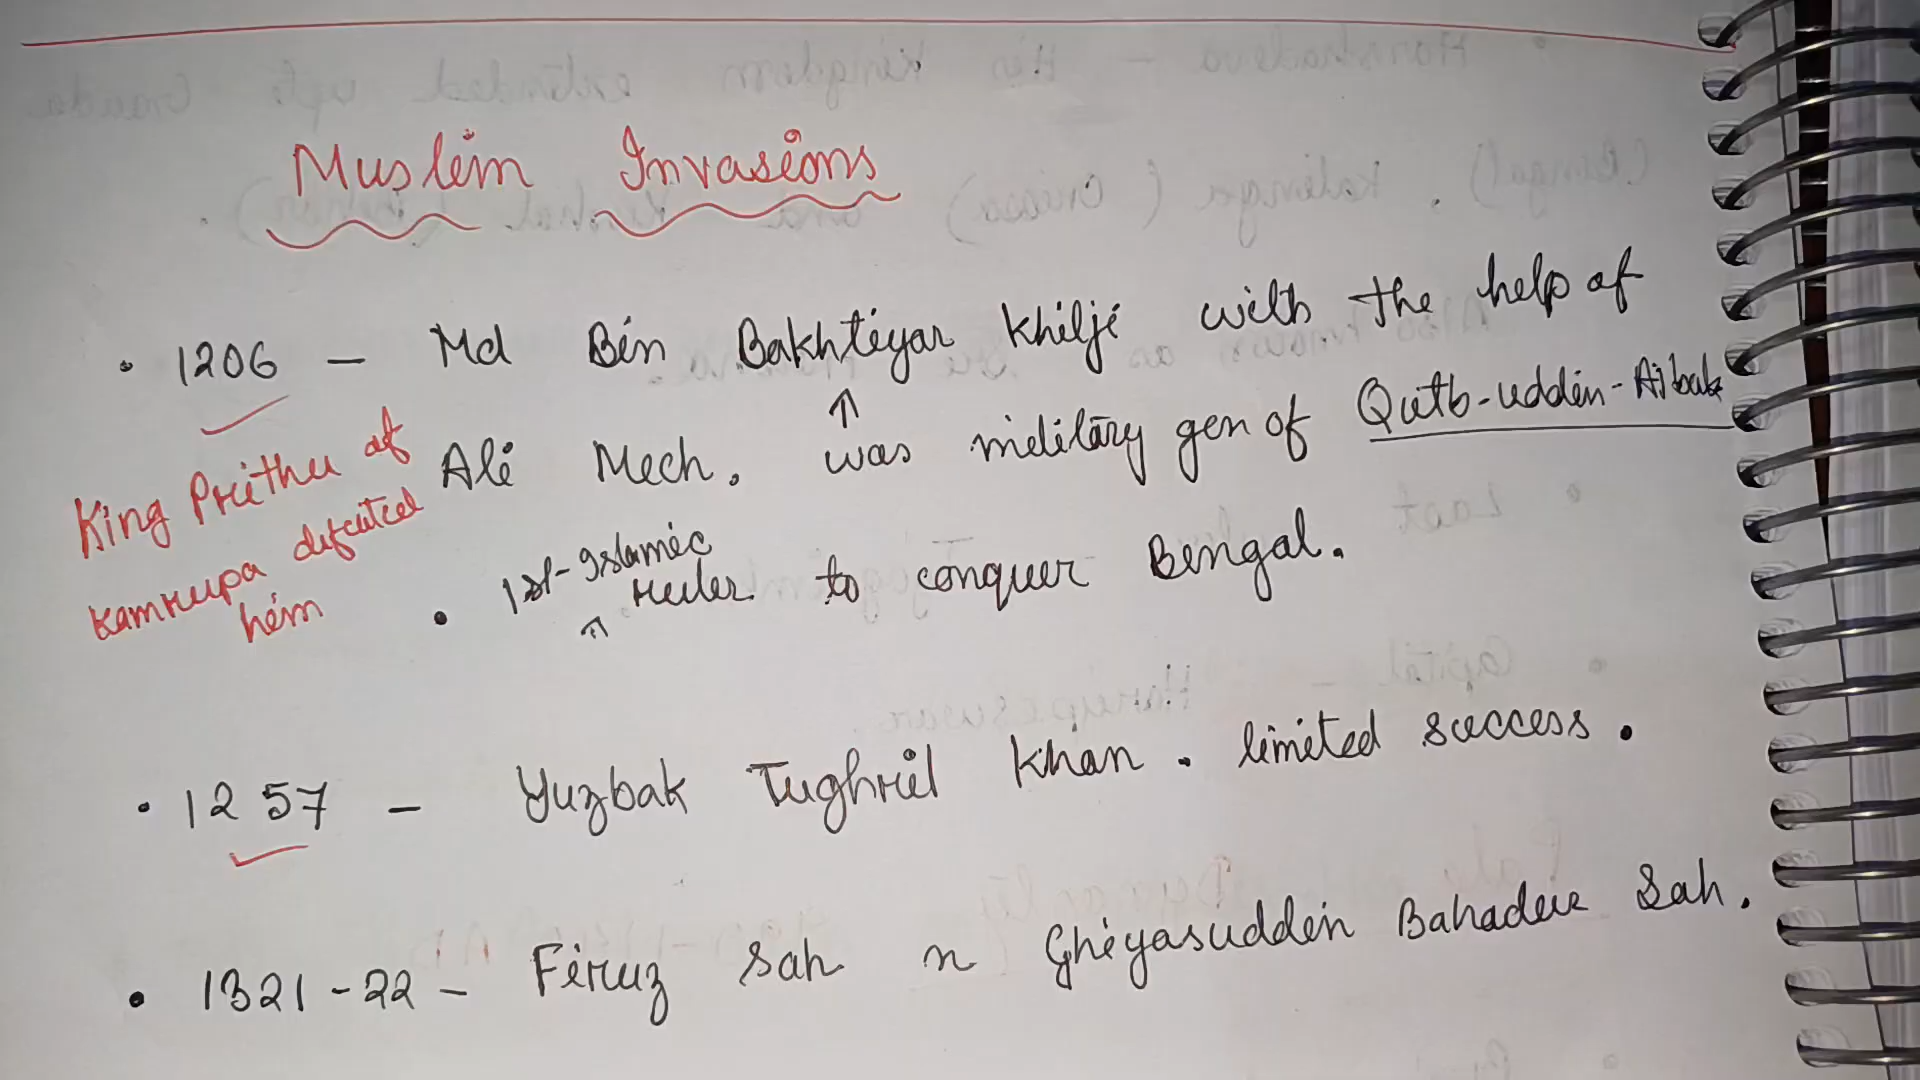 Muslim Invasions
• 1206 – Md Bin Bakhtiyar Khilji with the help of
Ali Mech. was military gen of Qutb-uddin-Aibak
King Prithu of
Kamrupa defeated
him
• 1st-Islamic
ruler to conquer Bengal.
• 1257 – Yuzbak Tughril Khan. limited success.
• 1321-22 – Firuz Sah n Ghiyasuddin Bahadur Sah.